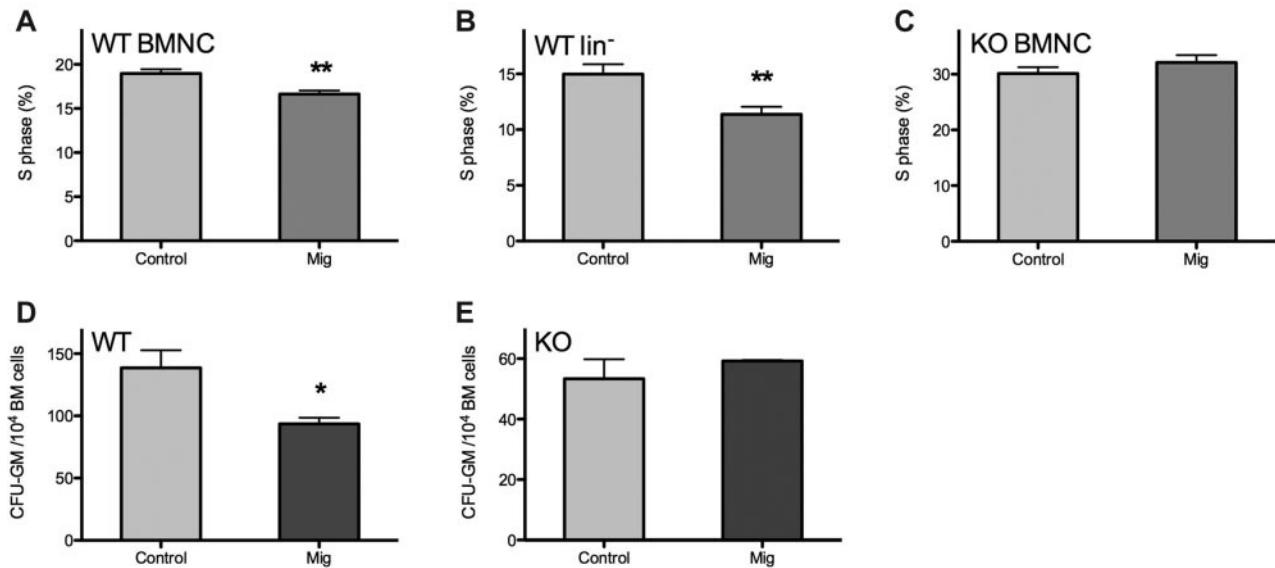 A
WT BMNC
S phase (%)
20
15
10
5
0
**
Control
Mig
B
WT lin⁻
S phase (%)
15
10
5
0
**
Control
Mig
C
KO BMNC
S phase (%)
30
20
10
0
Control
Mig
D
WT
CFU-GM /10⁴ BM cells
150
100
50
0
*
Control
Mig
E
KO
CFU-GM /10⁴ BM cells
60
40
20
0
Control
Mig